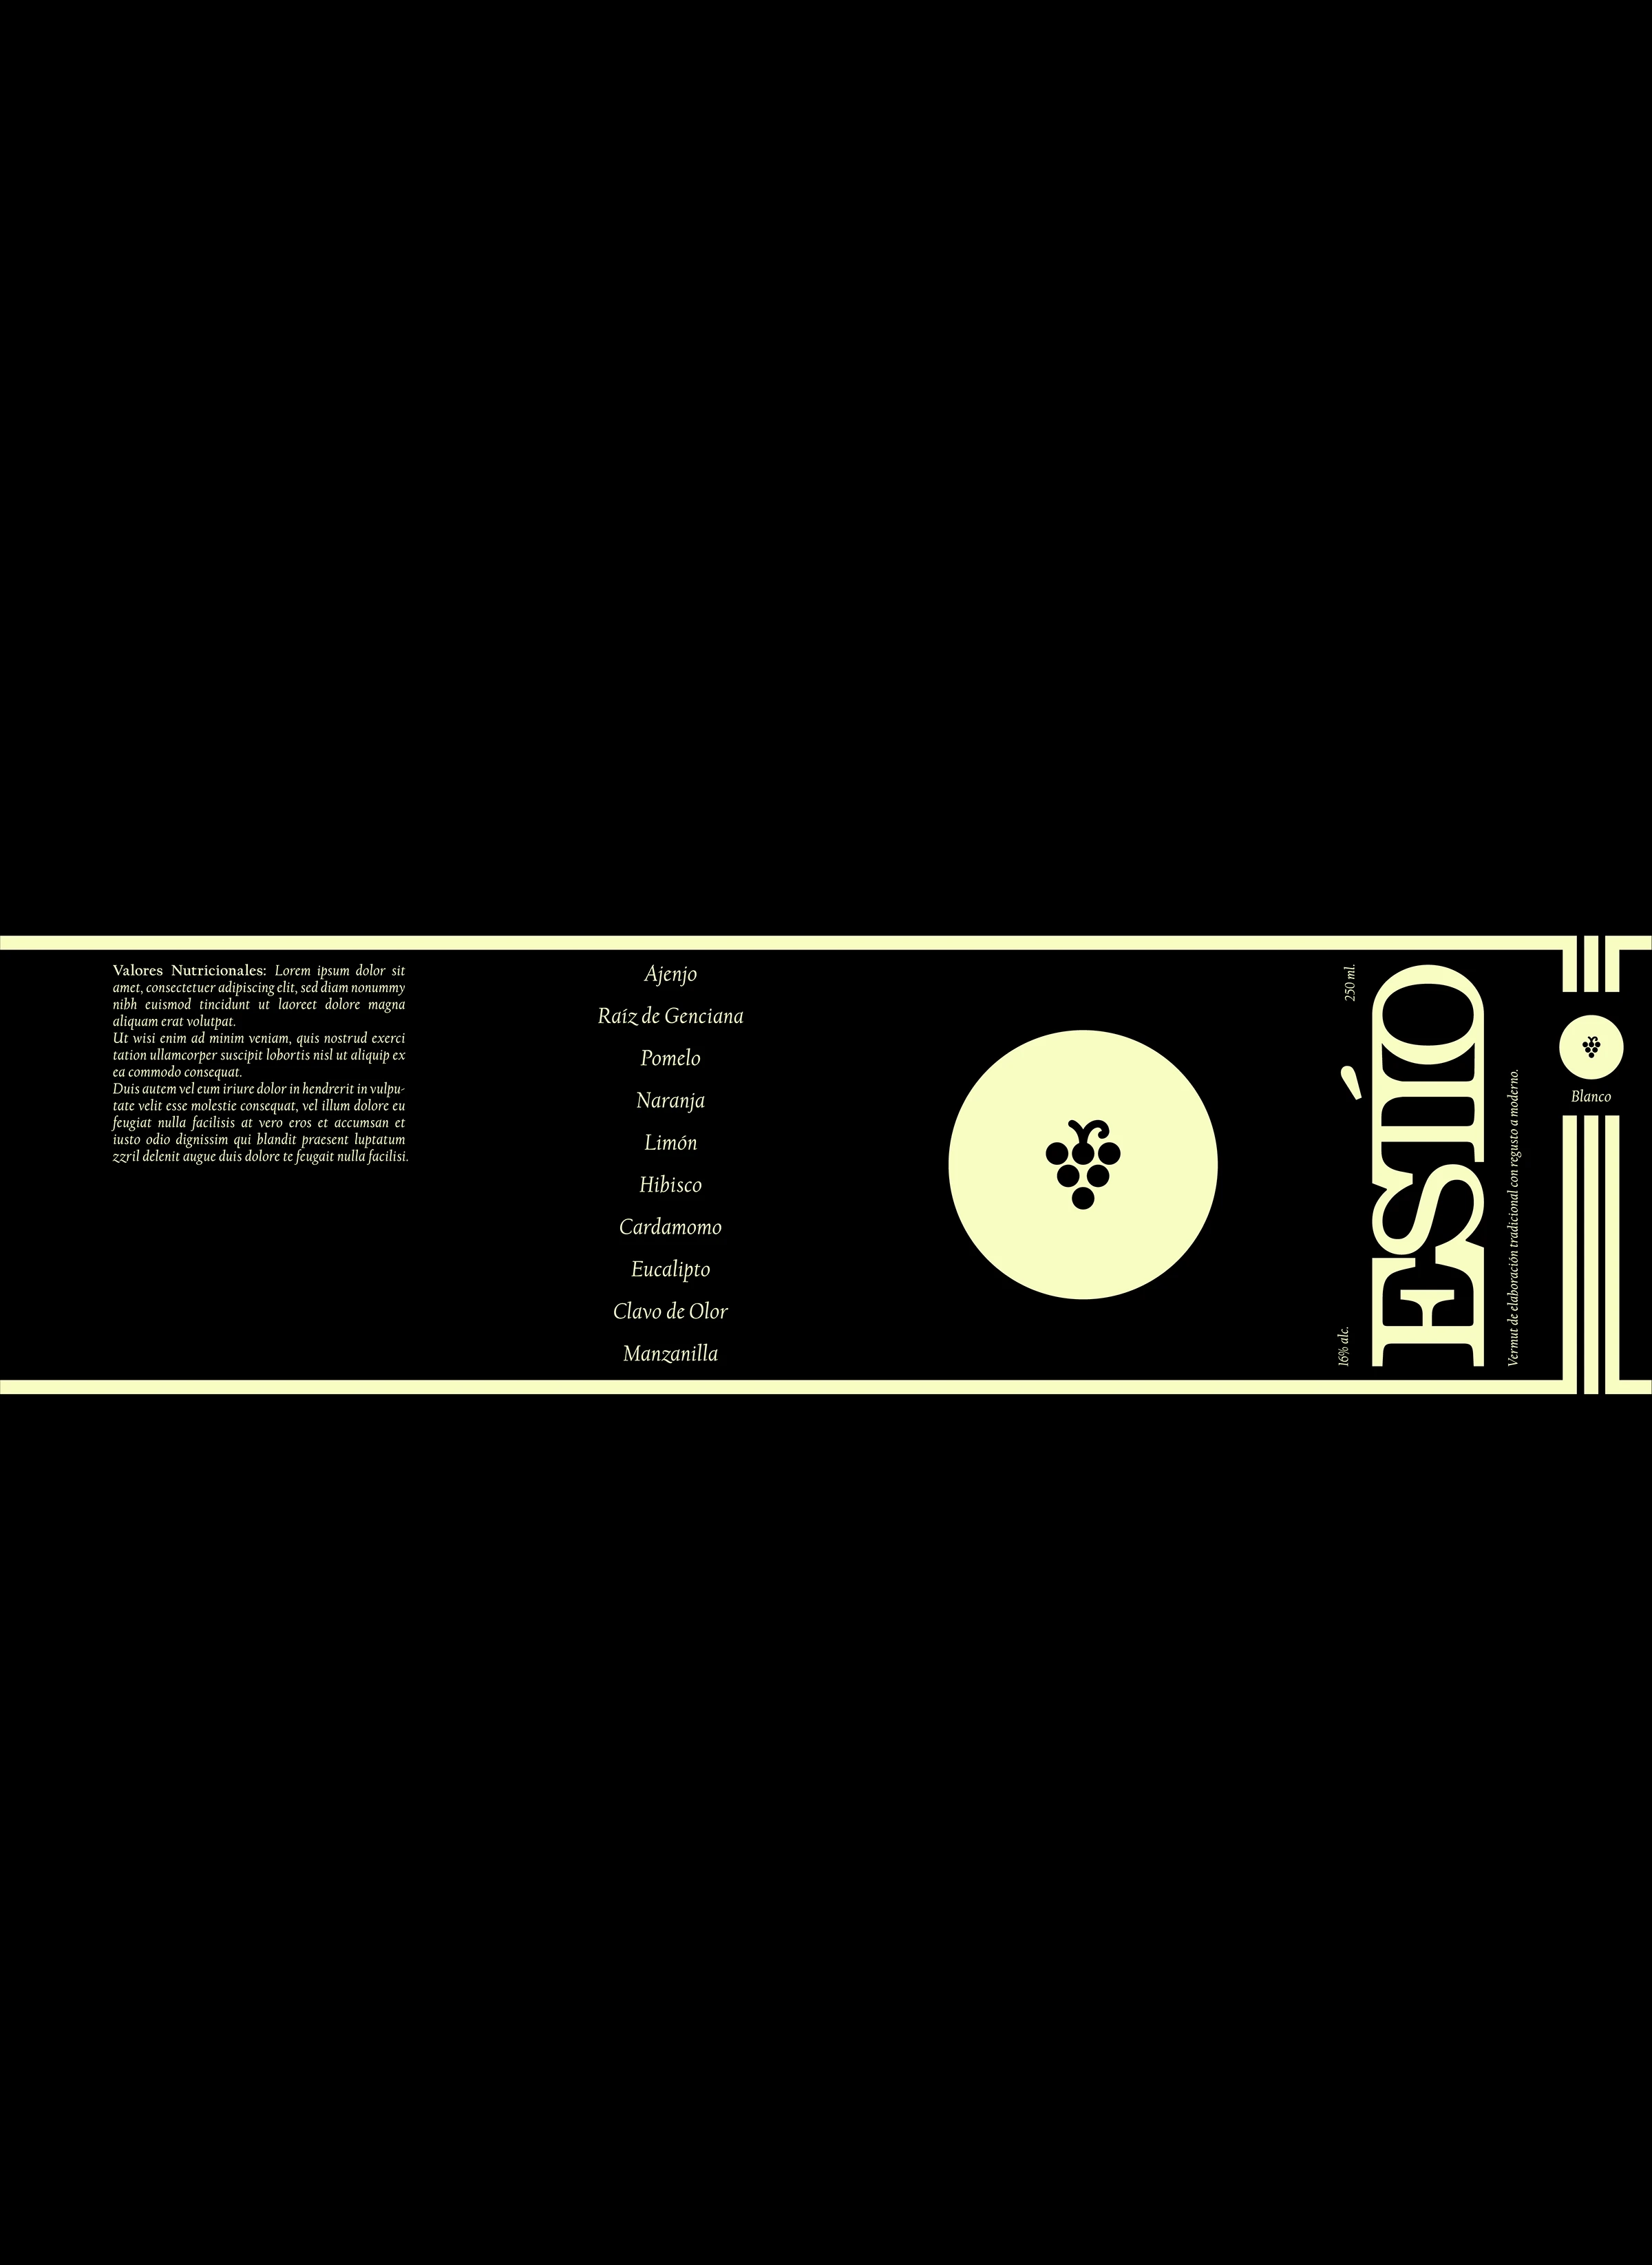 Valores Nutricionales: Lorem ipsum dolor sit
amet, consectetuer adipiscing elit, sed diam nonummy
nibh euismod tincidunt ut laoreet dolore magna
aliquam erat volutpat.
Ut wisi enim ad minim veniam, quis nostrud exerci
tation ullamcorper suscipit lobortis nisl ut aliquip ex
ea commodo consequat.
Duis autem vel eum iriure dolor in hendrerit in vulpu-
tate velit esse molestie consequat, vel illum dolore eu
feugiat nulla facilisis at vero eros et accumsan et
iusto odio dignissim qui blandit praesent luptatum
zzril delenit augue duis dolore te feugait nulla facilisi.
Ajenjo
Raíz de Genciana
Pomelo
Naranja
Limón
Hibisco
Cardamomo
Eucalipto
Clavo de Olor
Manzanilla
16% alc.
250 ml.
ESTÍO
Vermut de elaboración tradicional con regusto a moderno.
Blanco